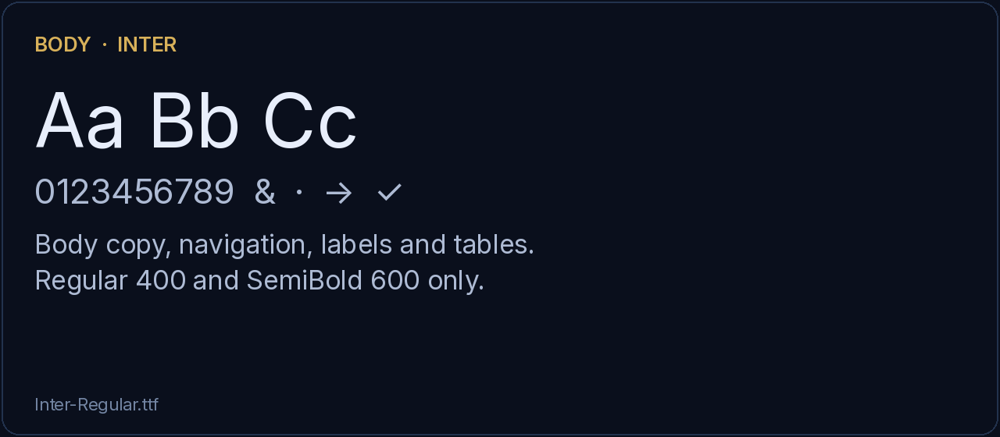 BODY · INTER
Aa Bb Cc
0123456789 & · → ✓
Body copy, navigation, labels and tables.
Regular 400 and SemiBold 600 only.
Inter-Regular.ttf